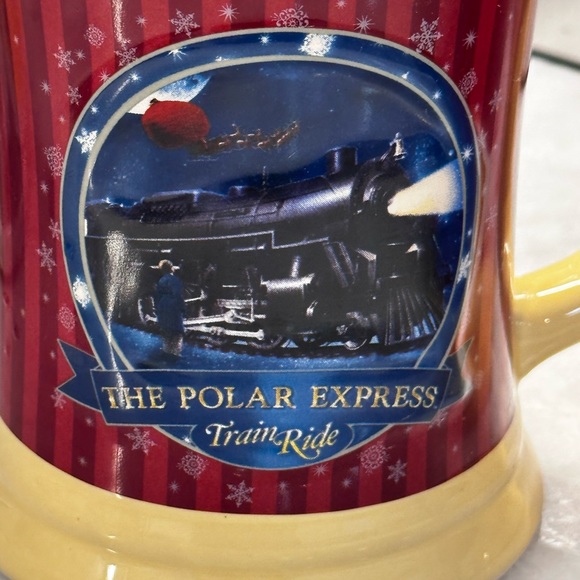 THE POLAR EXPRESS
Train Ride